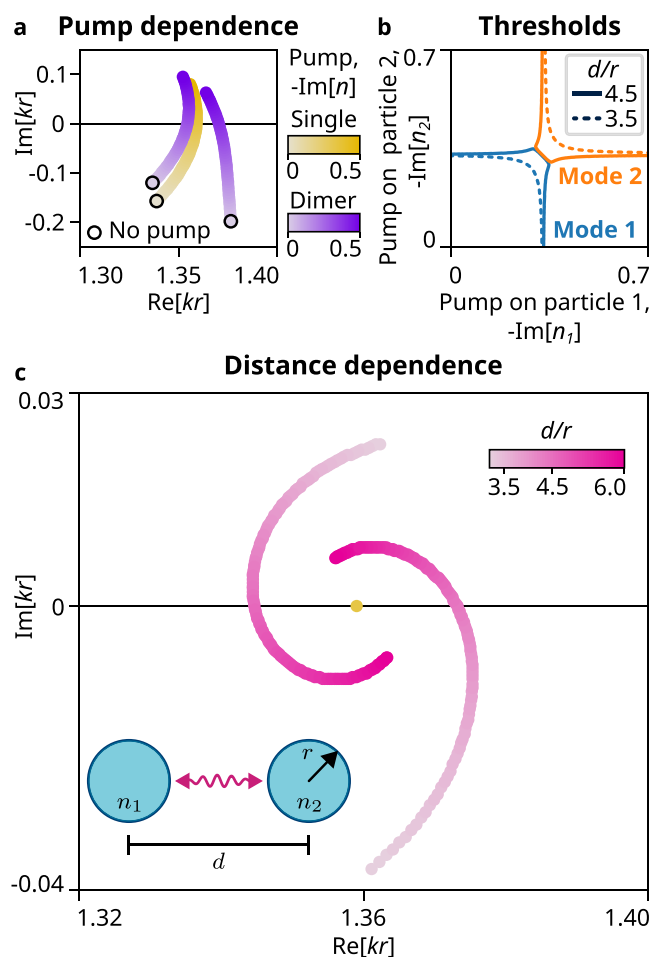 a Pump dependence
0.1
0
-0.1
-0.2
Im[kr]
No pump
1.30 1.35 1.40
Re[kr]
Pump,
-Im[n]
Single
0 0.5
Dimer
0 0.5
b Thresholds
0.7
0
Pump on particle 2,
-Im[n2]
d/r
4.5
3.5
Mode 2
Mode 1
0 0.7
Pump on particle 1,
-Im[n1]
c Distance dependence
0.03
0
-0.04
Im[kr]
d/r
3.5 4.5 6.0
r
n1 n2
d
1.32 1.36 1.40
Re[kr]